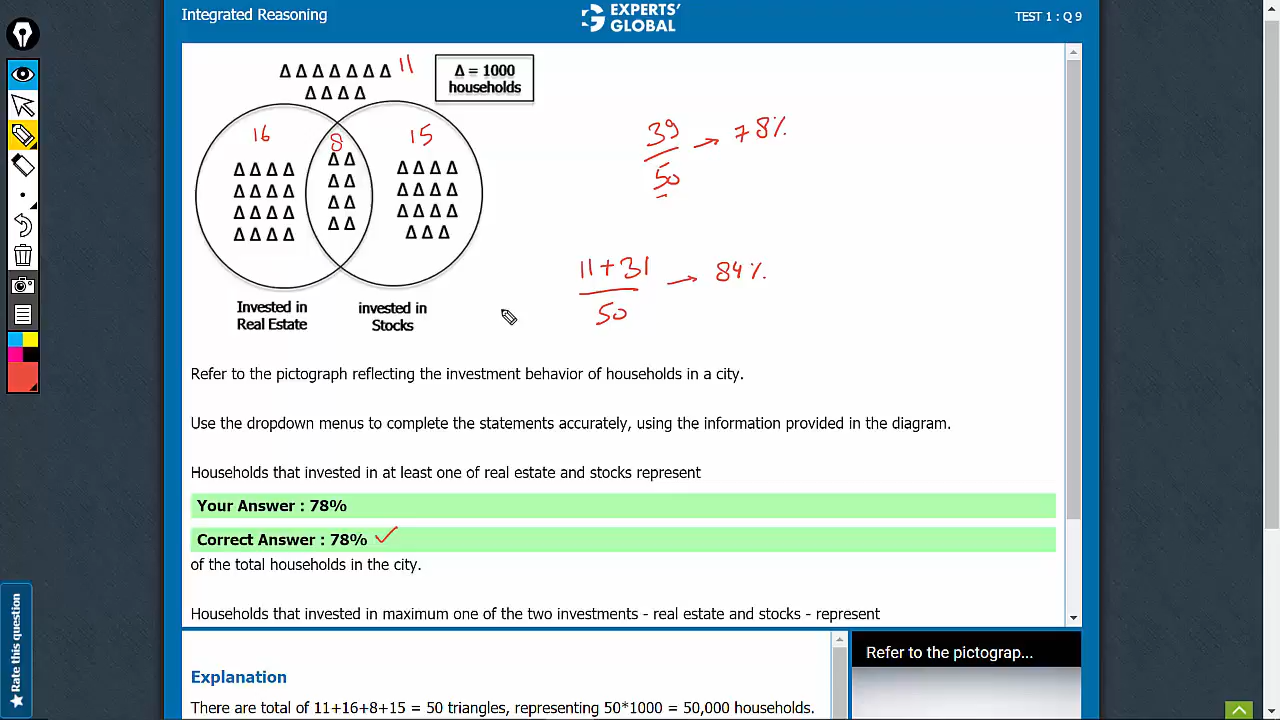 Integrated Reasoning
EXPERTS'
GLOBAL
TEST 1 : Q 9
Δ Δ Δ Δ Δ Δ Δ 11
Δ Δ Δ Δ
Δ = 1000
households
16
8
15
Δ Δ Δ Δ
Δ Δ Δ Δ
Δ Δ Δ Δ
Δ Δ Δ Δ
Δ Δ
Δ Δ
Δ Δ
Δ Δ
Δ Δ Δ Δ
Δ Δ Δ Δ
Δ Δ Δ Δ
Δ Δ Δ
Invested in
Real Estate
invested in
Stocks
39
50
→ 78%
11+31
50
→ 84%
Refer to the pictograph reflecting the investment behavior of households in a city.
Use the dropdown menus to complete the statements accurately, using the information provided in the diagram.
Households that invested in at least one of real estate and stocks represent
Your Answer : 78%
Correct Answer : 78%
of the total households in the city.
Households that invested in maximum one of the two investments - real estate and stocks - represent
Explanation
There are total of 11+16+8+15 = 50 triangles, representing 50*1000 = 50,000 households.
Refer to the pictograp...
Rate this question